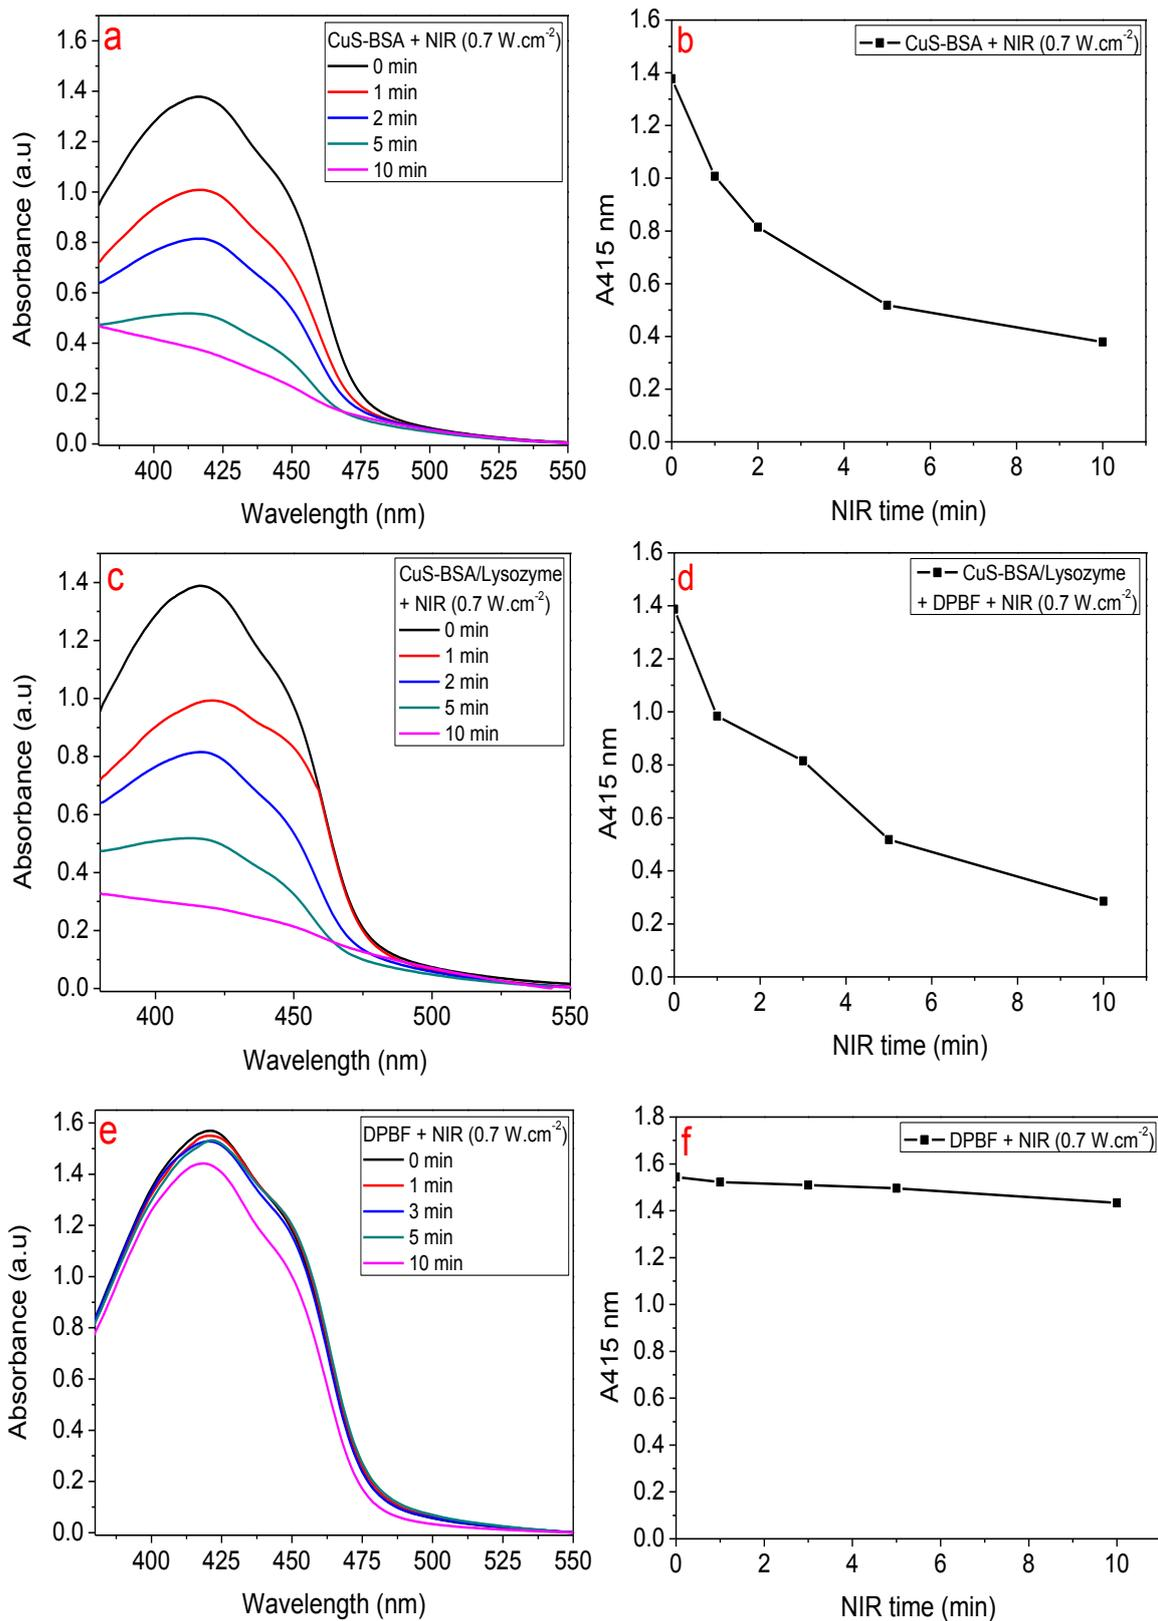 a
CuS-BSA + NIR (0.7 W.cm-2)
0 min
1 min
2 min
5 min
10 min
1.6
1.4
1.2
1.0
0.8
0.6
0.4
0.2
0.0
400 425 450 475 500 525 550
Absorbance (a.u)
Wavelength (nm)
b
CuS-BSA + NIR (0.7 W.cm-2)
1.6
1.4
1.2
1.0
0.8
0.6
0.4
0.2
0.0
0 2 4 6 8 10
A415 nm
NIR time (min)
c
CuS-BSA/Lysozyme
+ NIR (0.7 W.cm-2)
0 min
1 min
2 min
5 min
10 min
1.4
1.2
1.0
0.8
0.6
0.4
0.2
0.0
400 450 500 550
Absorbance (a.u)
Wavelength (nm)
d
CuS-BSA/Lysozyme
+ DPBF + NIR (0.7 W.cm-2)
1.6
1.4
1.2
1.0
0.8
0.6
0.4
0.2
0.0
0 2 4 6 8 10
A415 nm
NIR time (min)
e
DPBF + NIR (0.7 W.cm-2)
0 min
1 min
3 min
5 min
10 min
1.6
1.4
1.2
1.0
0.8
0.6
0.4
0.2
0.0
400 425 450 475 500 525 550
Absorbance (a.u)
Wavelength (nm)
f
DPBF + NIR (0.7 W.cm-2)
1.8
1.6
1.4
1.2
1.0
0.8
0.6
0.4
0.2
0.0
0 2 4 6 8 10
A415 nm
NIR time (min)